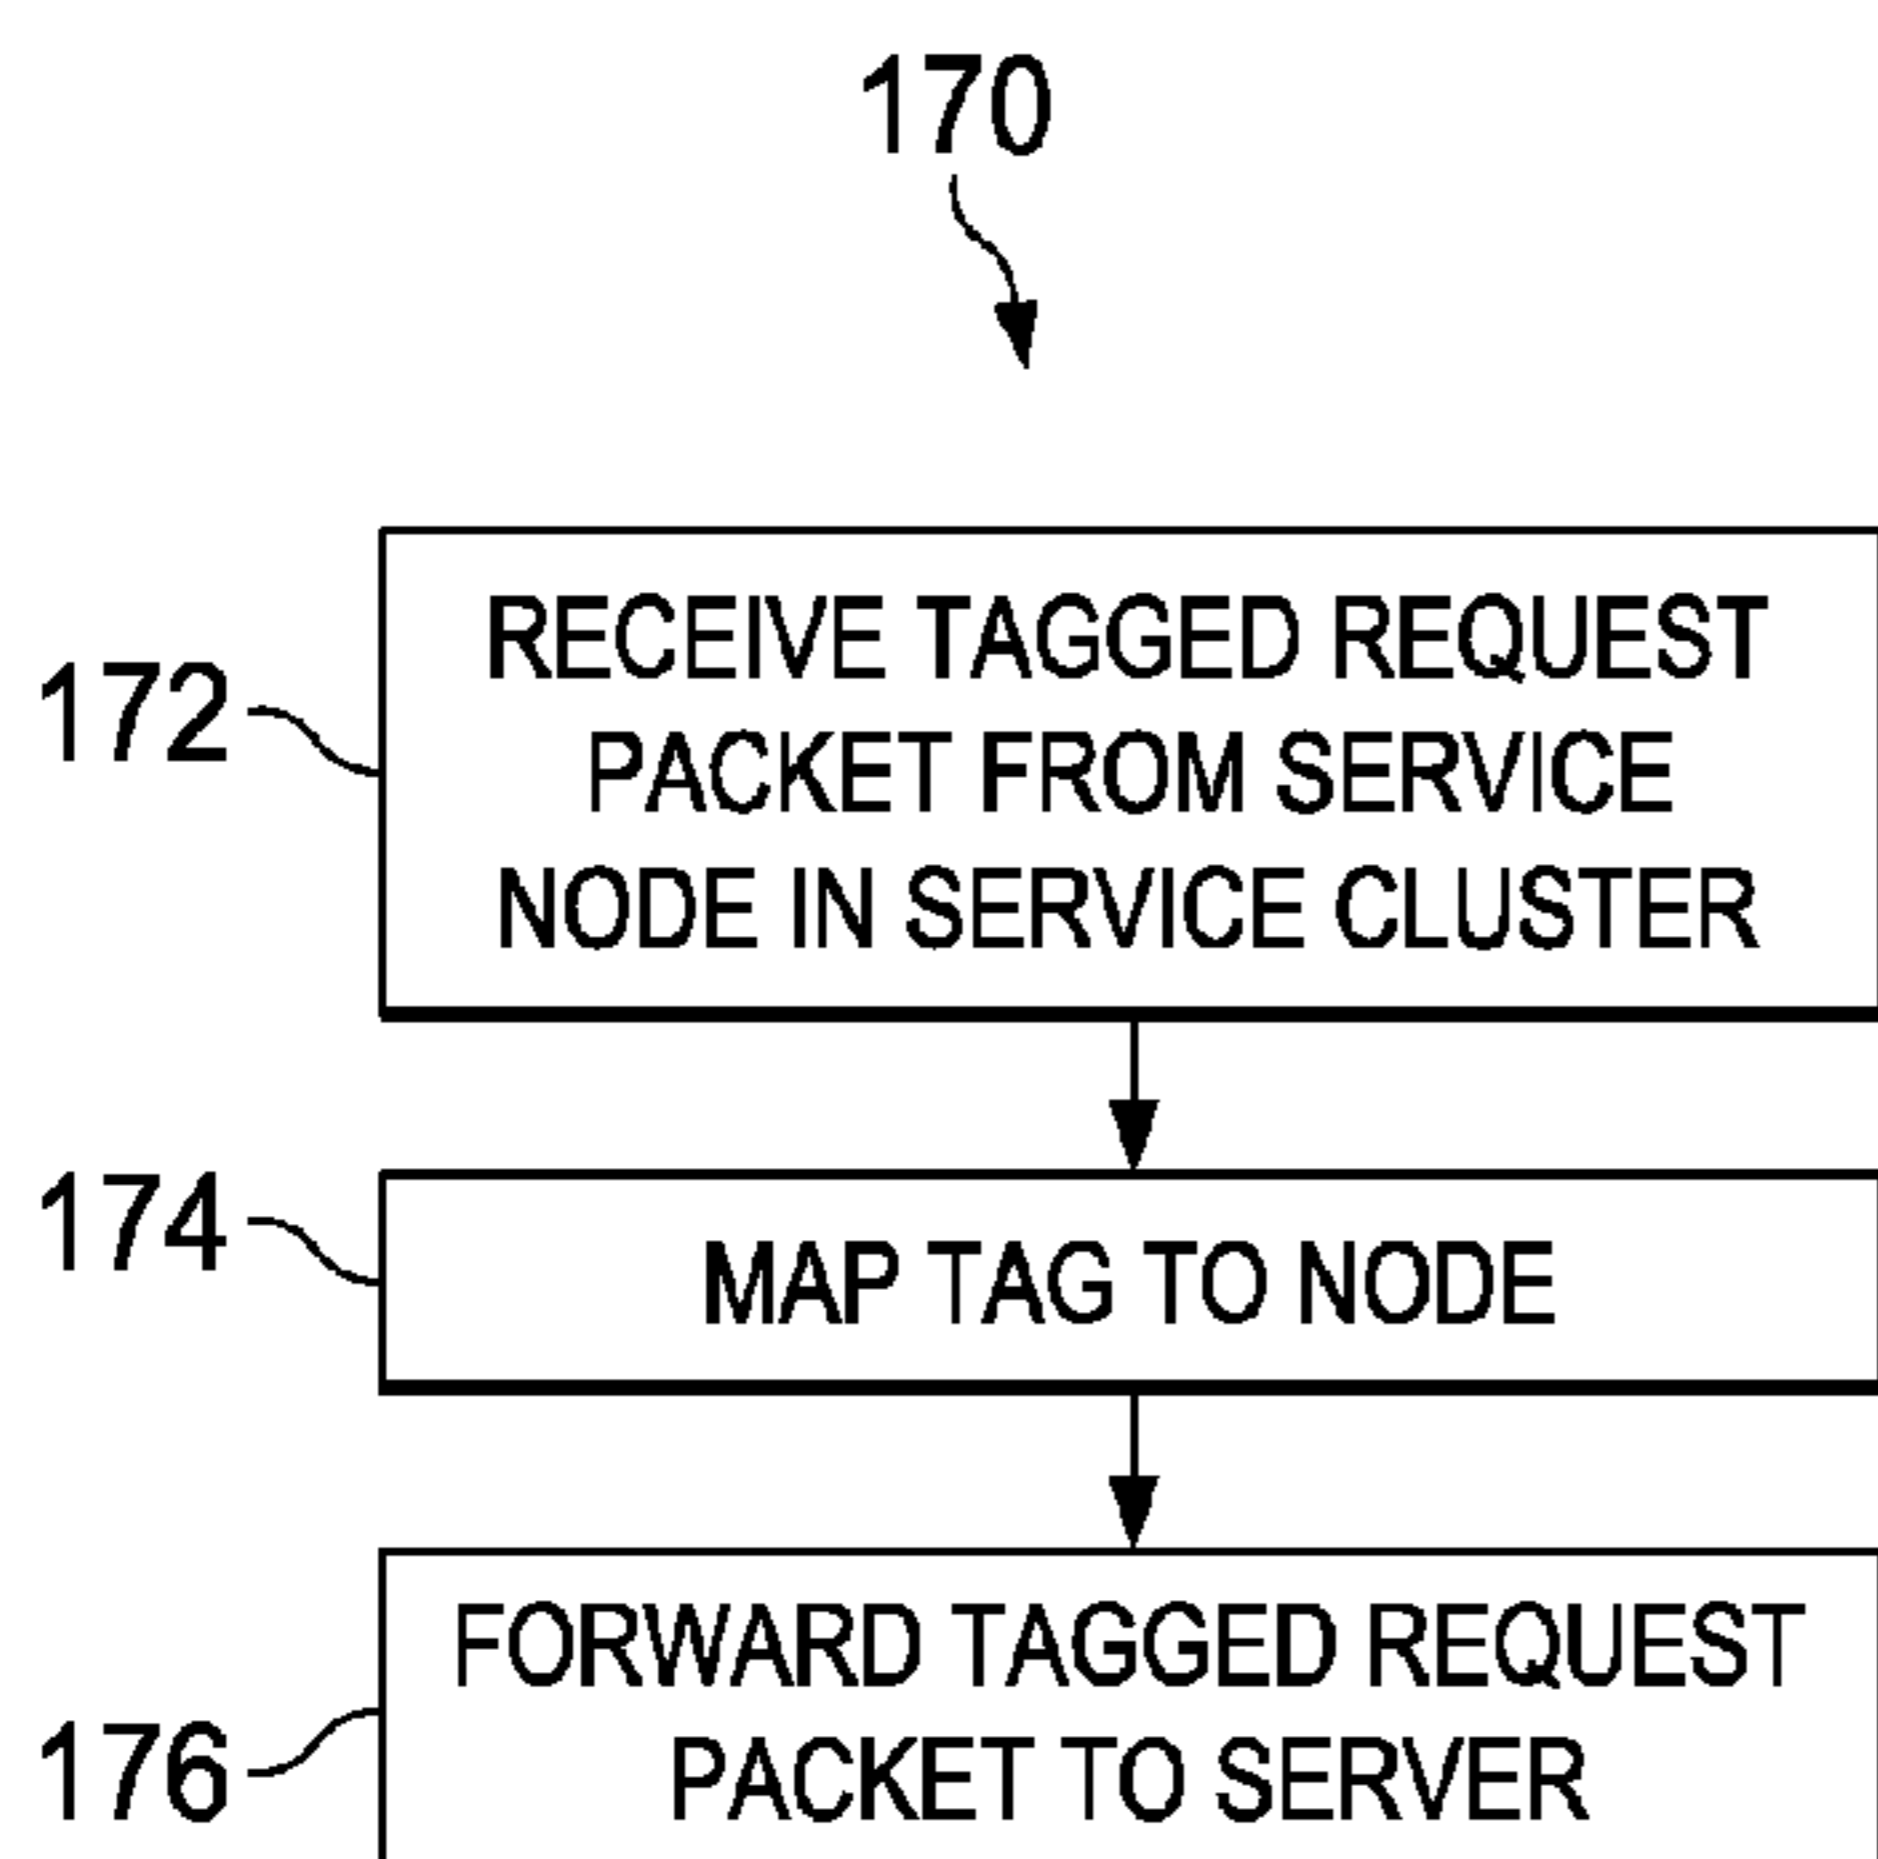 170
172
RECEIVE TAGGED REQUEST
PACKET FROM SERVICE
NODE IN SERVICE CLUSTER
174
MAP TAG TO NODE
176
FORWARD TAGGED REQUEST
PACKET TO SERVER